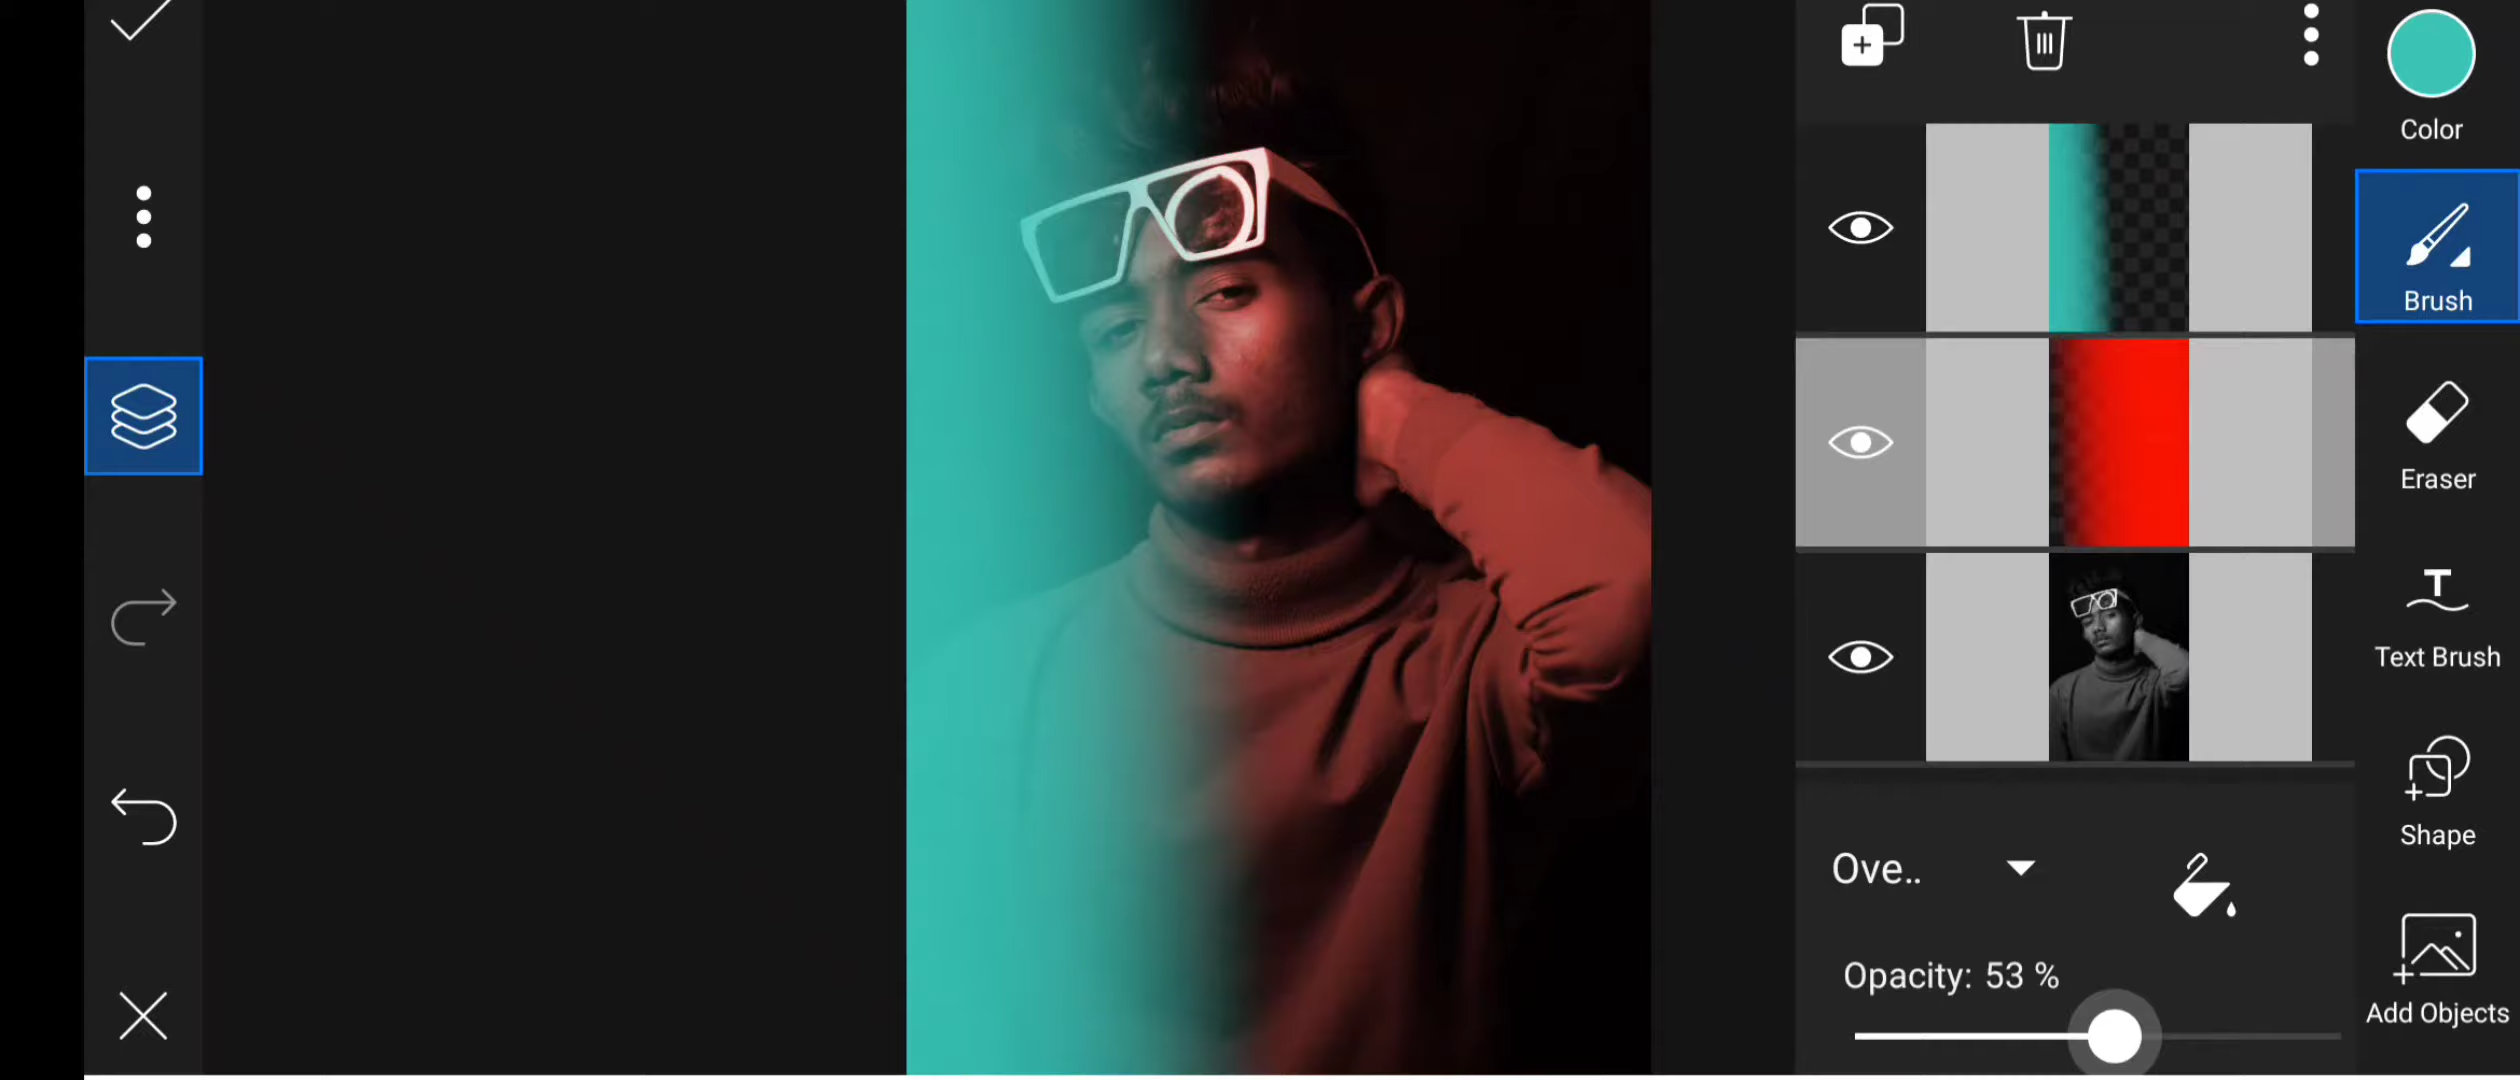 Color
Brush
Eraser
Text Brush
Shape
Add Objects
Ove..
Opacity: 53 %